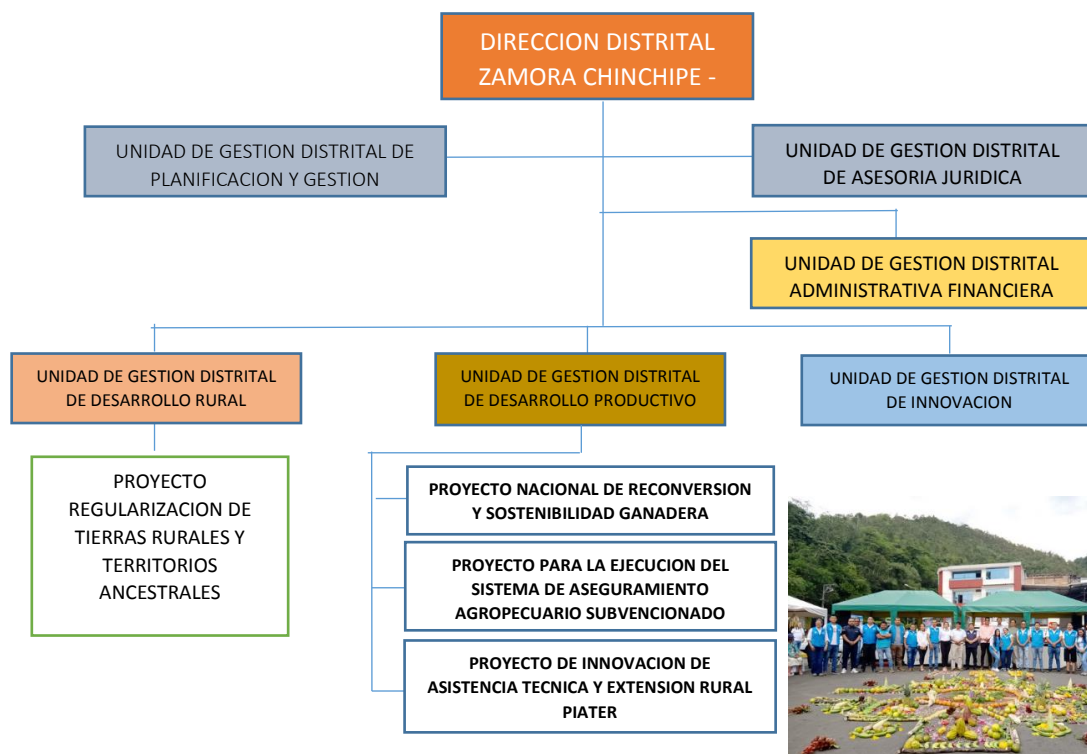 DIRECCION DISTRITAL
ZAMORA CHINCHIPE -
UNIDAD DE GESTION DISTRITAL DE
PLANIFICACION Y GESTION
UNIDAD DE GESTION DISTRITAL
DE ASESORIA JURIDICA
UNIDAD DE GESTION DISTRITAL
ADMINISTRATIVA FINANCIERA
UNIDAD DE GESTION DISTRITAL
DE DESARROLLO RURAL
UNIDAD DE GESTION DISTRITAL
DE DESARROLLO PRODUCTIVO
UNIDAD DE GESTION DISTRITAL
DE INNOVACION
PROYECTO
REGULARIZACION DE
TIERRAS RURALES Y
TERRITORIOS
ANCESTRALES
PROYECTO NACIONAL DE RECONVERSION
Y SOSTENIBILIDAD GANADERA
PROYECTO PARA LA EJECUCION DEL
SISTEMA DE ASEGURAMIENTO
AGROPECUARIO SUBVENCIONADO
PROYECTO DE INNOVACION DE
ASISTENCIA TECNICA Y EXTENSION RURAL
PIATER